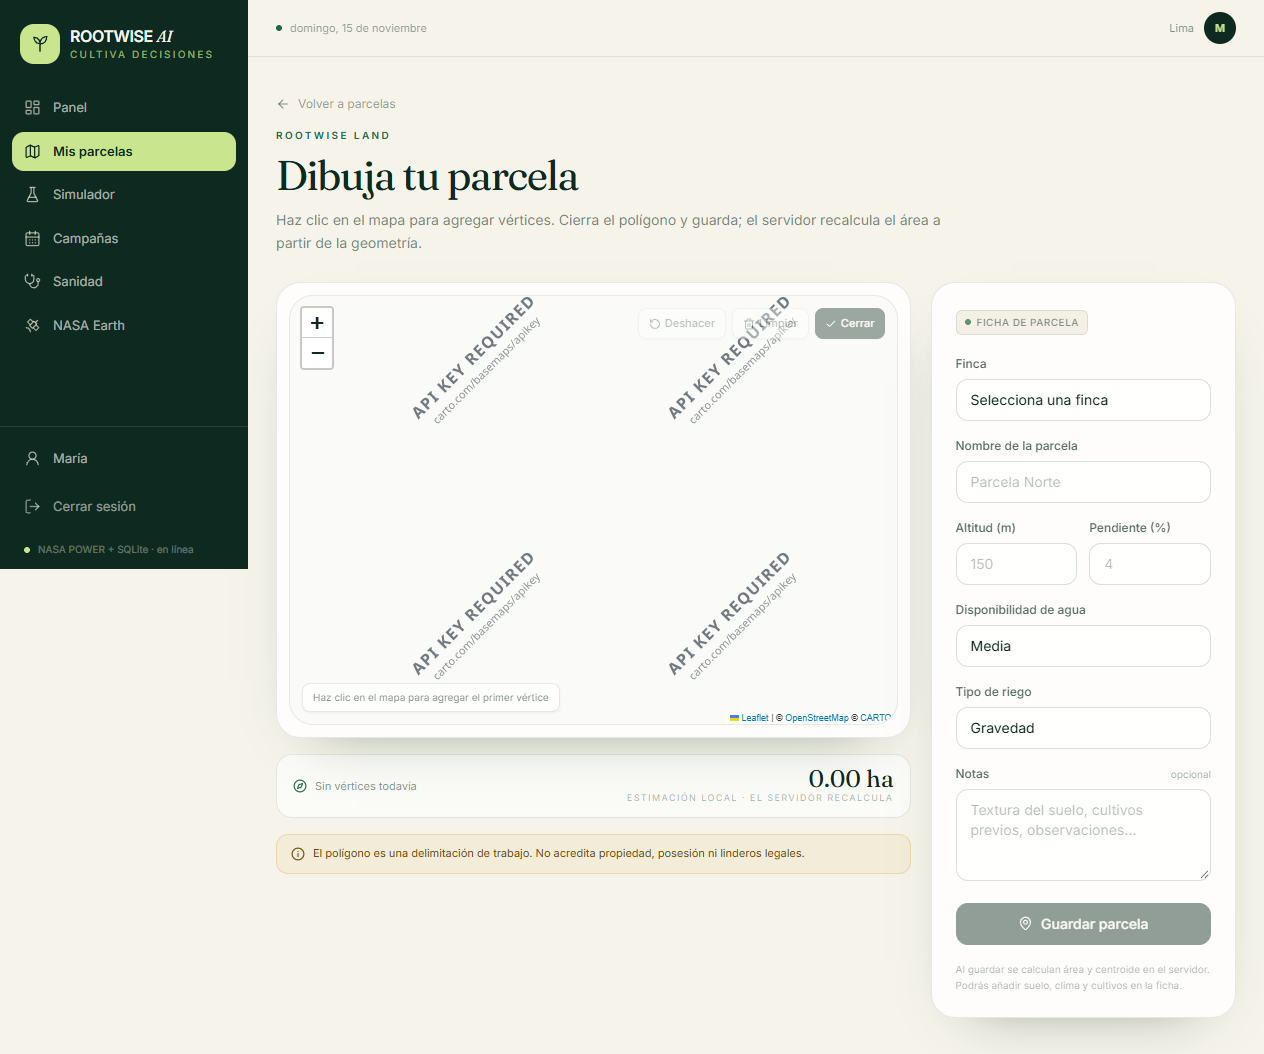 ROOTWISE AI
CULTIVA DECISIONES
Panel
Mis parcelas
Simulador
Campañas
Sanidad
NASA Earth
María
Cerrar sesión
NASA POWER + SQLite · en línea
domingo, 15 de noviembre
Lima
M
Volver a parcelas
ROOTWISE LAND
Dibuja tu parcela
Haz clic en el mapa para agregar vértices. Cierra el polígono y guarda; el servidor recalcula el área a
partir de la geometría.
+
−
Deshacer
Limpiar
Cerrar
API KEY REQUIRED
carto.com/basemaps/apikey
API KEY REQUIRED
carto.com/basemaps/apikey
API KEY REQUIRED
carto.com/basemaps/apikey
API KEY REQUIRED
carto.com/basemaps/apikey
Haz clic en el mapa para agregar el primer vértice
Leaflet | © OpenStreetMap © CARTO
Sin vértices todavía
0.00 ha
ESTIMACIÓN LOCAL · EL SERVIDOR RECALCULA
El polígono es una delimitación de trabajo. No acredita propiedad, posesión ni linderos legales.
FICHA DE PARCELA
Finca
Selecciona una finca
Nombre de la parcela
Parcela Norte
Altitud (m)
Pendiente (%)
150
4
Disponibilidad de agua
Media
Tipo de riego
Gravedad
Notas
opcional
Textura del suelo, cultivos
previos, observaciones...
Guardar parcela
Al guardar se calculan área y centroide en el servidor.
Podrás añadir suelo, clima y cultivos en la ficha.